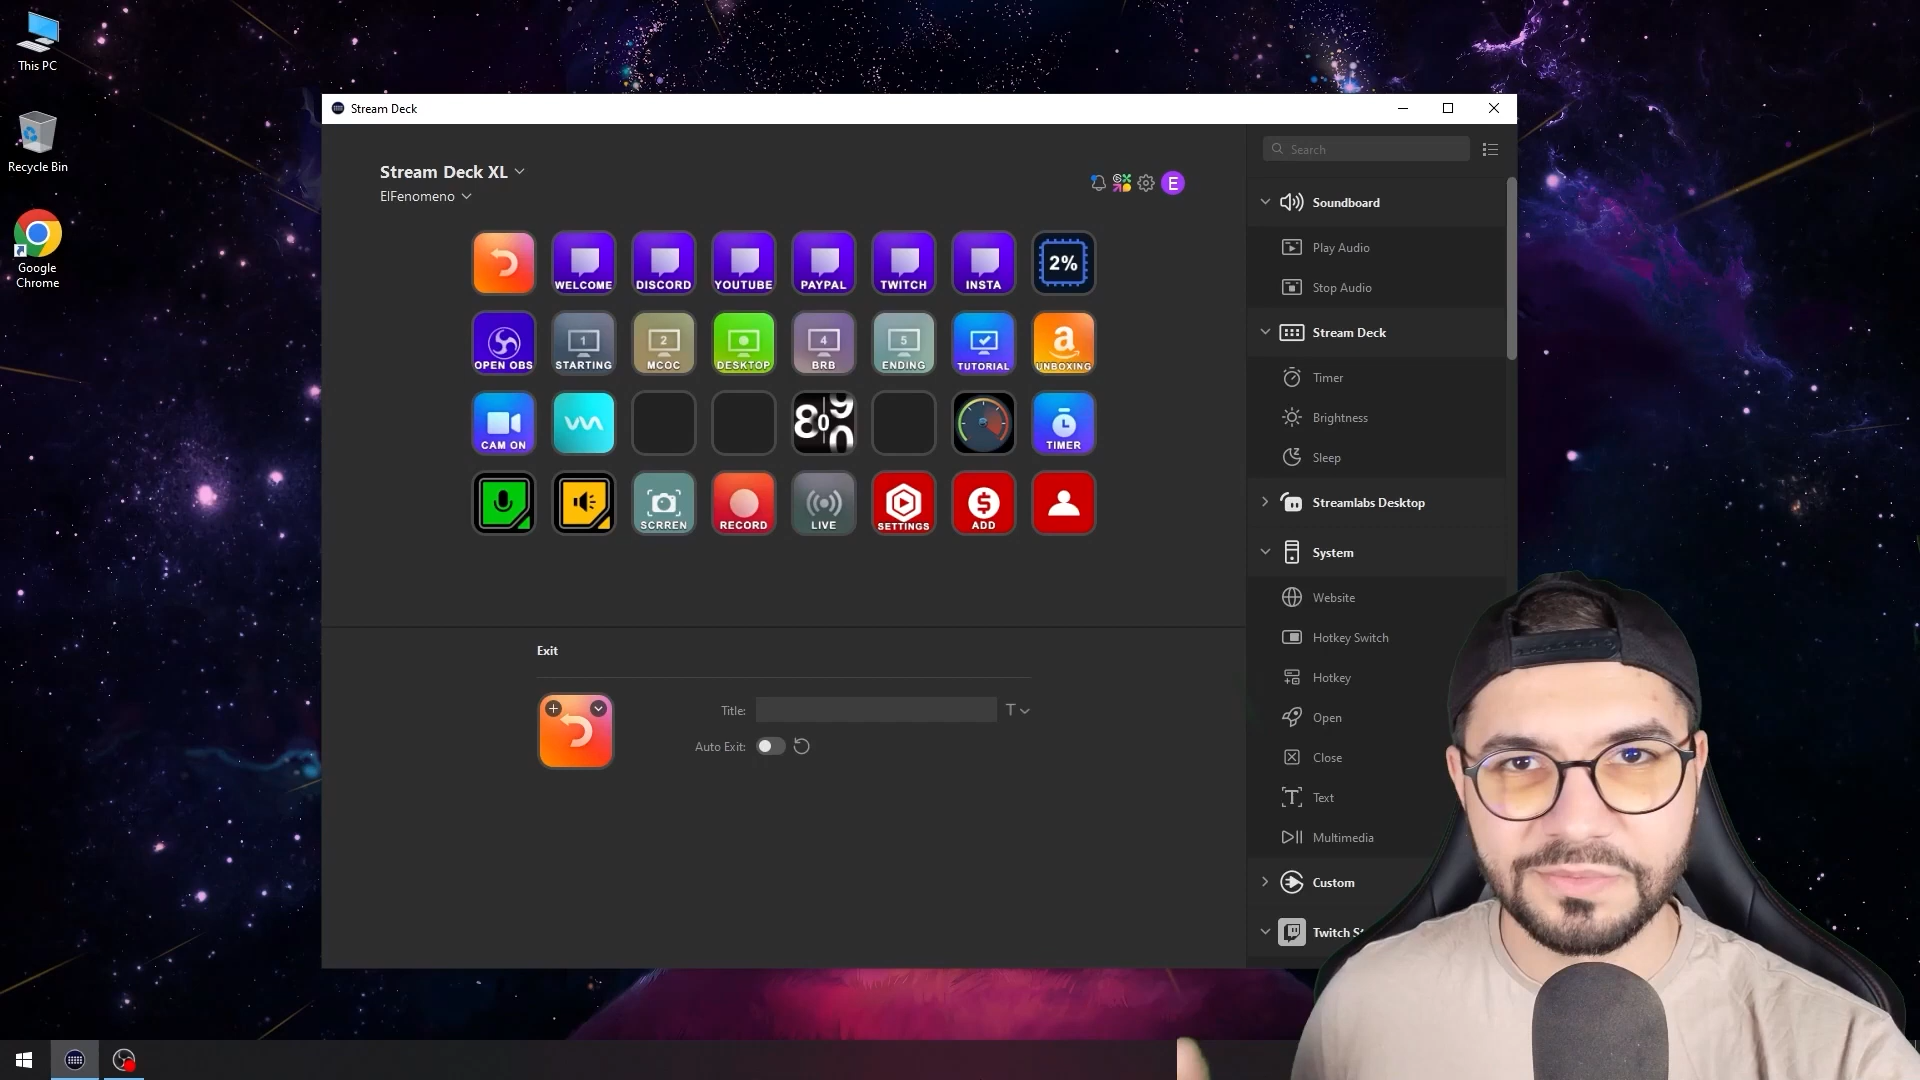 This PC
Recycle Bin
Google
Chrome
Stream Deck
Stream Deck XL
ElFenomeno
E
WELCOME
DISCORD
YOUTUBE
PAYPAL
TWITCH
INSTA
2%
OPEN OBS
1
STARTING
2
MCOC
DESKTOP
4
BRB
5
ENDING
TUTORIAL
a
UNBOXING
CAM ON
TIMER
SCRREN
RECORD
LIVE
SETTINGS
$
ADD
Exit
Title:
T
Auto Exit:
Search
Soundboard
Play Audio
Stop Audio
Stream Deck
Timer
Brightness
Sleep
Streamlabs Desktop
System
Website
Hotkey Switch
Hotkey
Open
Close
Text
Multimedia
Custom
Twitch